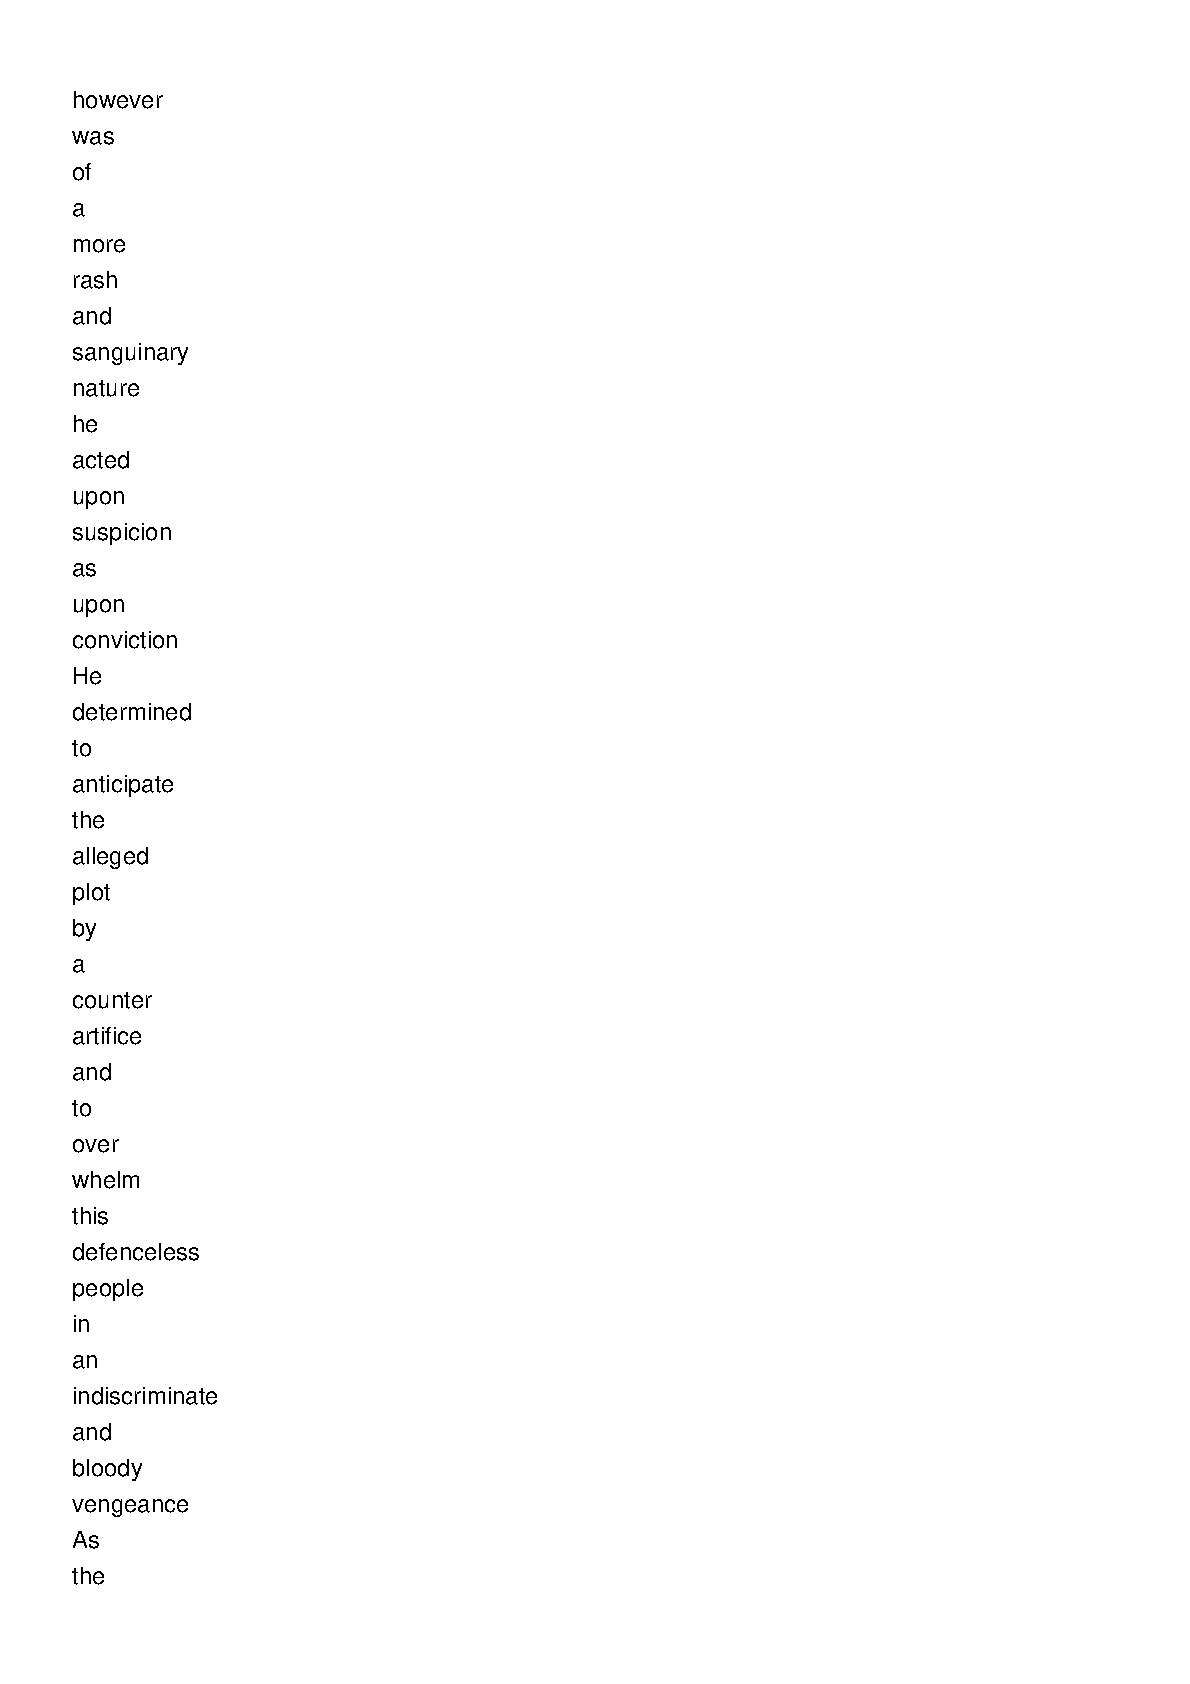 however
was
of
a
more
rash
and
sanguinary
nature
he
acted
upon
suspicion
as
upon
conviction
He
determined
to
anticipate
the
alleged
plot
by
a
counter
artifice
and
to
over
whelm
this
defenceless
people
in
an
indiscriminate
and
bloody
vengeance
As
the